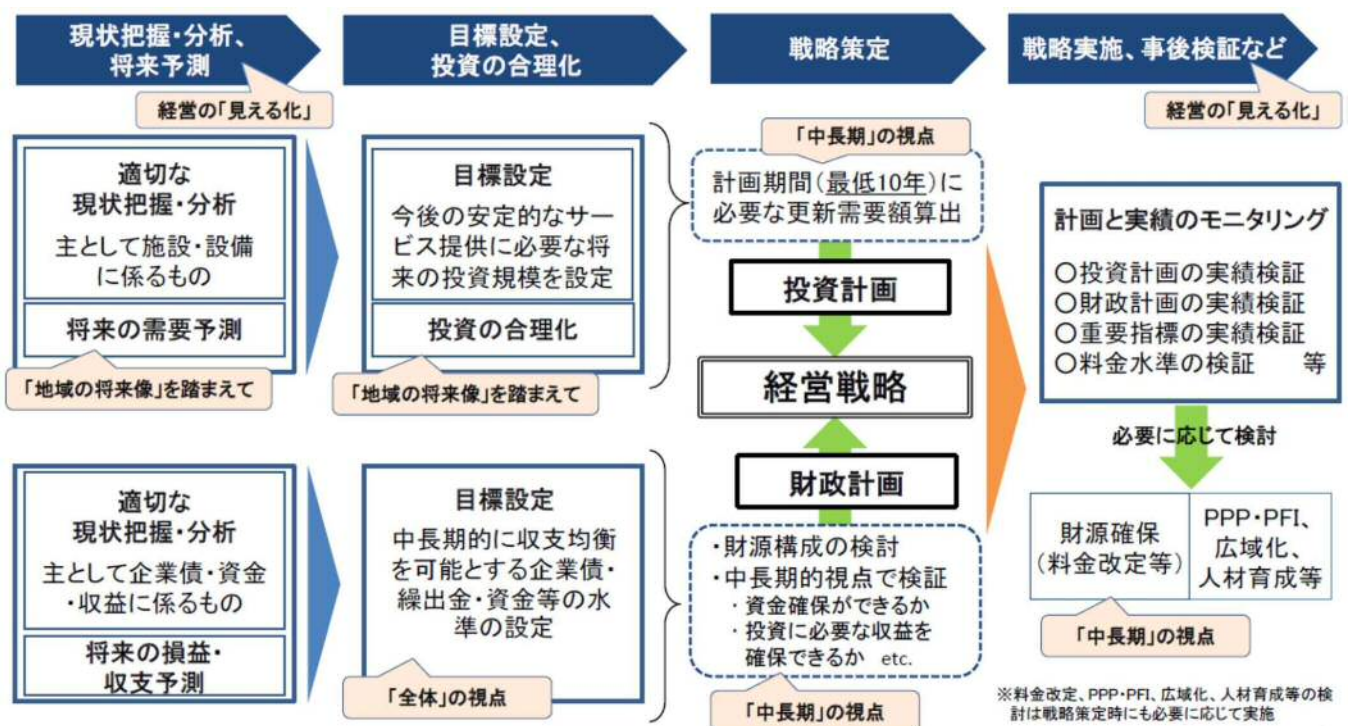 現状把握・分析、
将来予測
目標設定、
投資の合理化
戦略策定
戦略実施、事後検証など
経営の「見える化」
経営の「見える化」
適切な
現状把握・分析
主として施設・設備
に係るもの
将来の需要予測
「地域の将来像」を踏まえて
目標設定
今後の安定的なサー
ビス提供に必要な将
来の投資規模を設定
投資の合理化
「地域の将来像」を踏まえて
適切な
現状把握・分析
主として企業債・資金
・収益に係るもの
将来の損益・
収支予測
目標設定
中長期的に収支均衡
を可能とする企業債・
繰出金・資金等の水
準の設定
「全体」の視点
「中長期」の視点
計画期間(最低10年)に
必要な更新需要額算出
投資計画
経営戦略
財政計画
・財源構成の検討
・中長期的視点で検証
・資金確保ができるか
・投資に必要な収益を
確保できるか etc.
「中長期」の視点
計画と実績のモニタリング
○投資計画の実績検証
○財政計画の実績検証
○重要指標の実績検証
○料金水準の検証 等
必要に応じて検討
財源確保
(料金改定等)
PPP・PFI、
広域化、
人材育成等
「中長期」の視点
※料金改定、PPP・PFI、広域化、人材育成等の検
討は戦略策定時にも必要に応じて実施